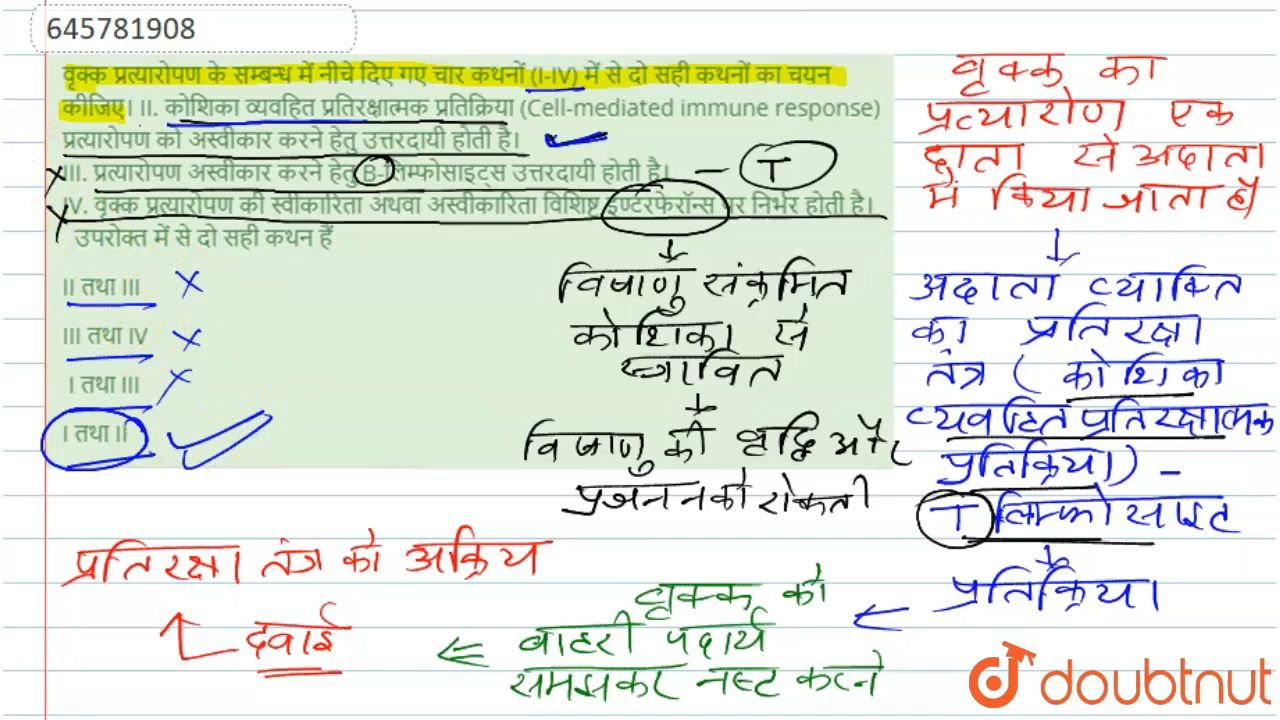 645781908
वृक्क प्रत्यारोपण के सम्बन्ध में नीचे दिए गए चार कथनों (I-IV) में से दो सही कथनों का चयन
कीजिए। II. कोशिका व्यवहित प्रतिरक्षात्मक प्रतिक्रिया (Cell-mediated immune response)
प्रत्यारोपण को अस्वीकार करने हेतु उत्तरदायी होती है।
III. प्रत्यारोपण अस्वीकार करने हेतु B-लिम्फोसाइट्स उत्तरदायी होती है। – T
IV. वृक्क प्रत्यारोपण की स्वीकारिता अथवा अस्वीकारिता विशिष्ट इण्टरफेरॉन्स पर निर्भर होती है।
उपरोक्त में से दो सही कथन हैं
II तथा III
III तथा IV
I तथा III
I तथा II
विषाणु संक्रमित
कोशिका से
स्त्रावित
विषाणु की वृद्धि और
प्रजनन को रोकती
वृक्क का
प्रत्यारोण एक
दाता से अदाता
में किया जाता है
अदाता व्यक्ति
का प्रतिरक्षा
तंत्र ( कोशिका
व्यवहित प्रतिरक्षात्मक
प्रतिक्रिया) –
T लिम्फोसाइट
प्रतिक्रिया
वृक्क को
बाहरी पदार्थ
समझकर नष्ट करने
दवाई
प्रतिरक्षा तंत्र को अक्रिय
doubtnut